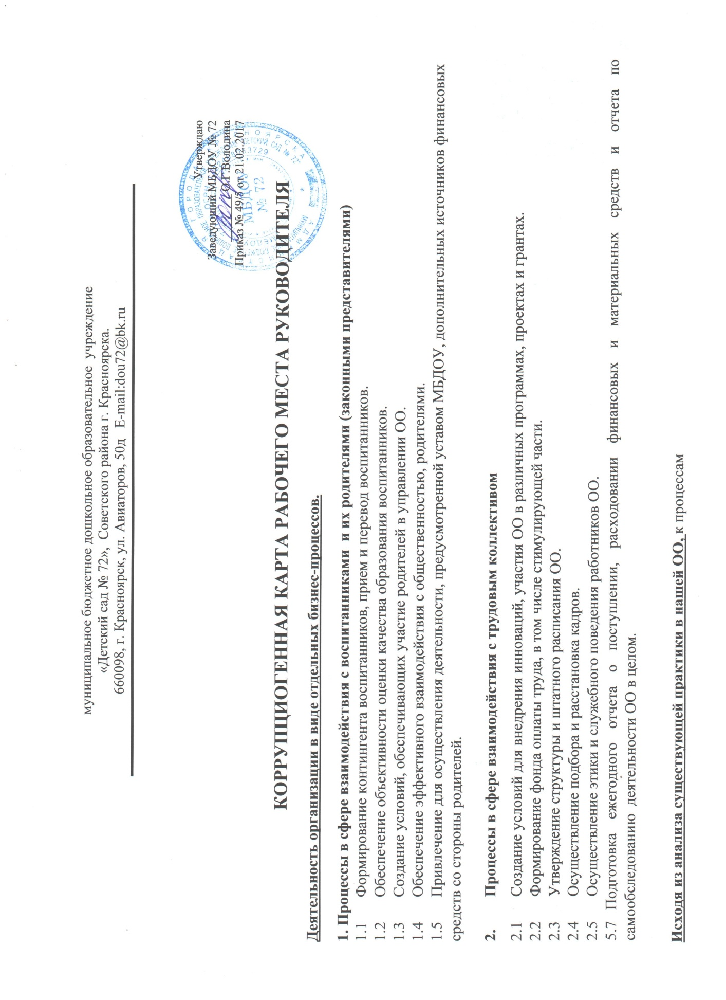 муниципальное бюджетное дошкольное образовательное учреждение
«Детский сад № 72», Советского района г. Красноярска.
660098, г. Красноярск, ул. Авиаторов, 50д E-mail:dou72@bk.ru
Утверждаю
Заведующий МБДОУ № 72
О.Г.Володина
Приказ № 49/5 от 21.02.2017
МБДОУ
№ 72
КОРРУПЦИОГЕННАЯ КАРТА РАБОЧЕГО МЕСТА РУКОВОДИТЕЛЯ
Деятельность организации в виде отдельных бизнес-процессов.
1. Процессы в сфере взаимодействия с воспитанниками и их родителями (законными представителями)
1.1 Формирование контингента воспитанников, прием и перевод воспитанников.
1.2 Обеспечение объективности оценки качества образования воспитанников.
1.3 Создание условий, обеспечивающих участие родителей в управлении ОО.
1.4 Обеспечение эффективного взаимодействия с общественностью, родителями.
1.5 Привлечение для осуществления деятельности, предусмотренной уставом МБДОУ, дополнительных источников финансовых
средств со стороны родителей.
2. Процессы в сфере взаимодействия с трудовым коллективом
2.1 Создание условий для внедрения инноваций, участия ОО в различных программах, проектах и грантах.
2.2 Формирование фонда оплаты труда, в том числе стимулирующей части.
2.3 Утверждение структуры и штатного расписания ОО.
2.4 Осуществление подбора и расстановка кадров.
2.5 Осуществление этики и служебного поведения работников ОО.
5.7 Подготовка ежегодного отчета о поступлении, расходовании финансовых и материальных средств и отчета по
самообследованию деятельности ОО в целом.
Исходя из анализа существующей практики в нашей ОО, к процессам